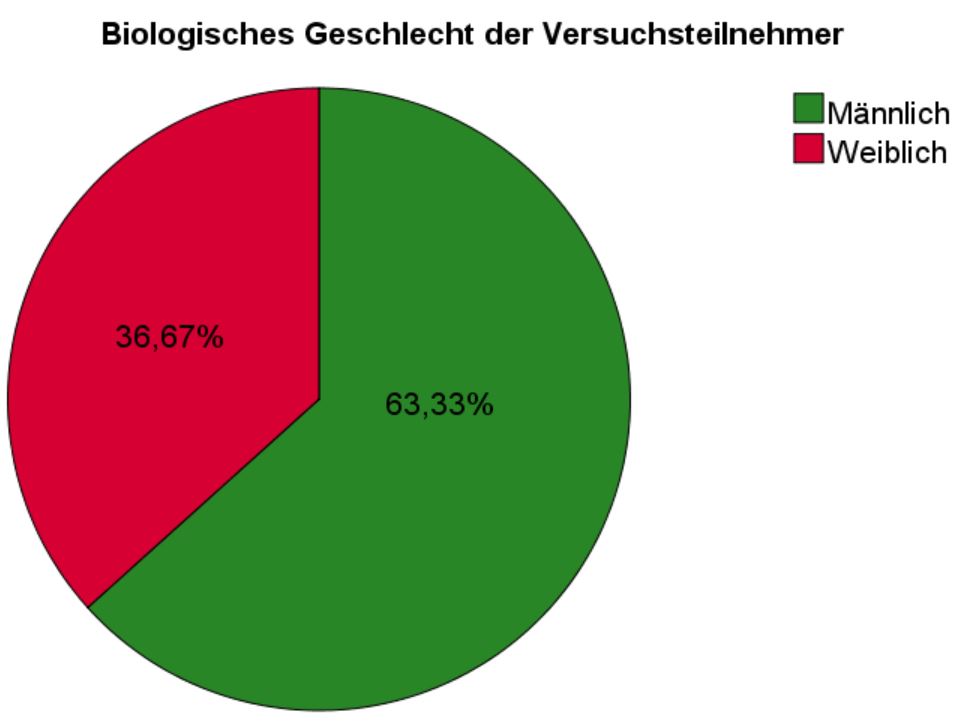 Biologisches Geschlecht der Versuchsteilnehmer
Männlich
Weiblich
36,67%
63,33%